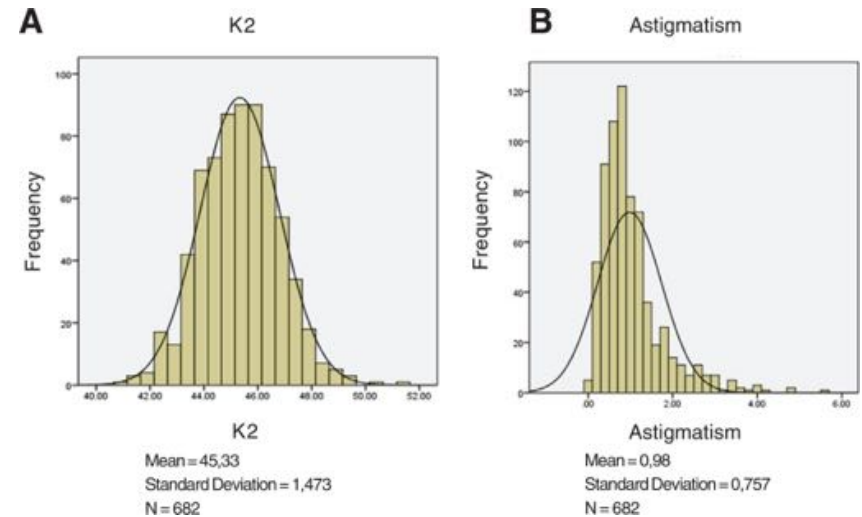 A
K2
Frequency
100
80
60
40
20
0
40.00 42.00 44.00 46.00 48.00 50.00 52.00
K2
Mean = 45,33
Standard Deviation = 1,473
N = 682
B
Astigmatism
Frequency
120
100
80
60
40
20
0
.00 2.00 4.00 6.00
Astigmatism
Mean = 0,98
Standard Deviation = 0,757
N = 682